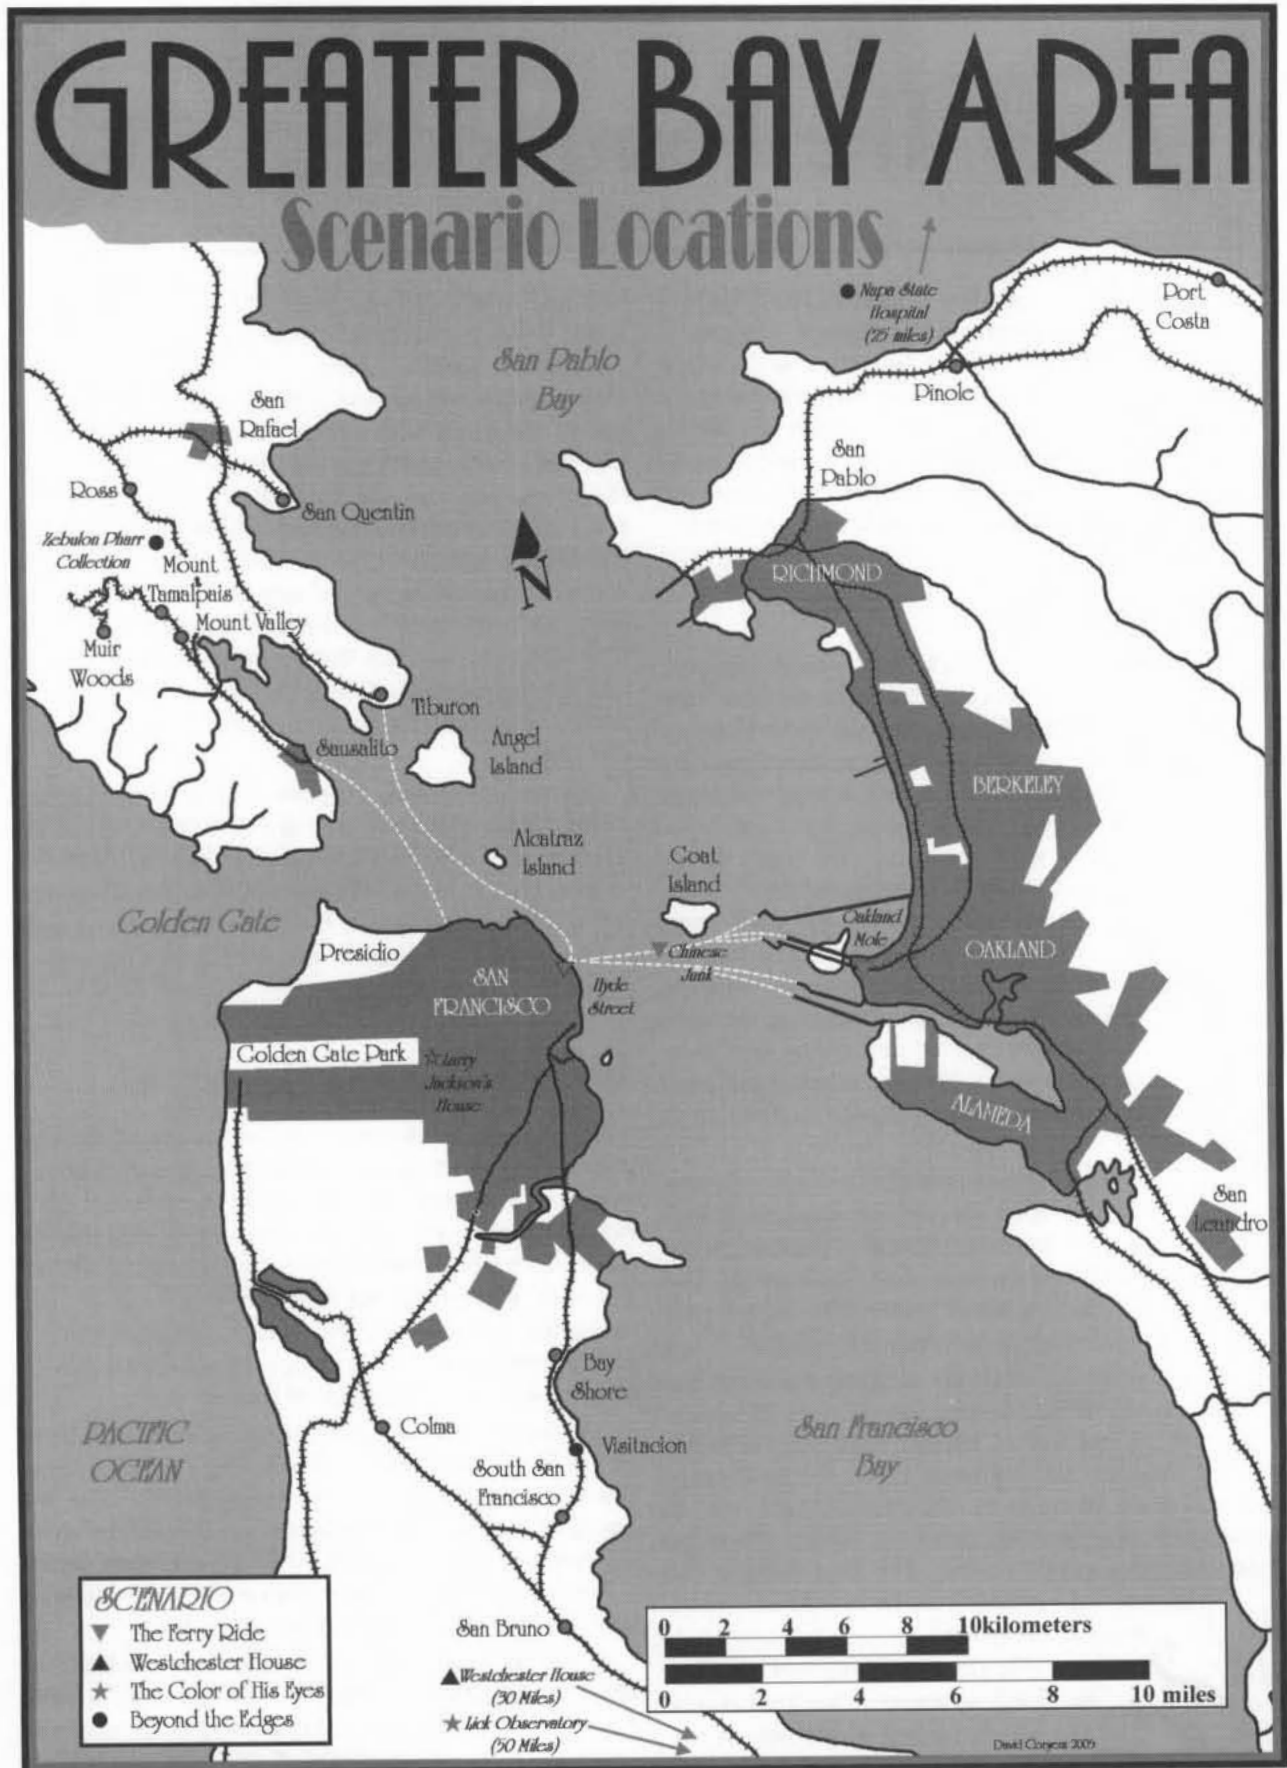 GREATER BAY AREA
Scenario Locations
Napa State
Hospital
(25 miles)
Port
Costa
San Pablo
Bay
Pinole
San
Rafael
San
Pablo
Ross
San Quentin
Zebulon Pharr
Collection
Mount
Tamalpais
N
RICHMOND
Mount Valley
Muir
Woods
Tiburon
Angel
Island
Sausalito
BERKELEY
Alcatraz
Island
Goat
Island
Golden Gate
Oakland
Mole
Presidio
Chinese
Junk
OAKLAND
SAN
FRANCISCO
Hyde
Street
Golden Gate Park
Larry
Jackson's
House
ALAMEDA
San
Leandro
Bay
Shore
PACIFIC
OCEAN
Colma
San Francisco
Bay
Visitacion
South San
Francisco
SCENARIO
The Ferry Ride
Westchester House
The Color of His Eyes
Beyond the Edges
San Bruno
Westchester House
(30 Miles)
Lick Observatory
(50 Miles)
0 2 4 6 8 10kilometers
0 2 4 6 8 10 miles
David Conyers 2005